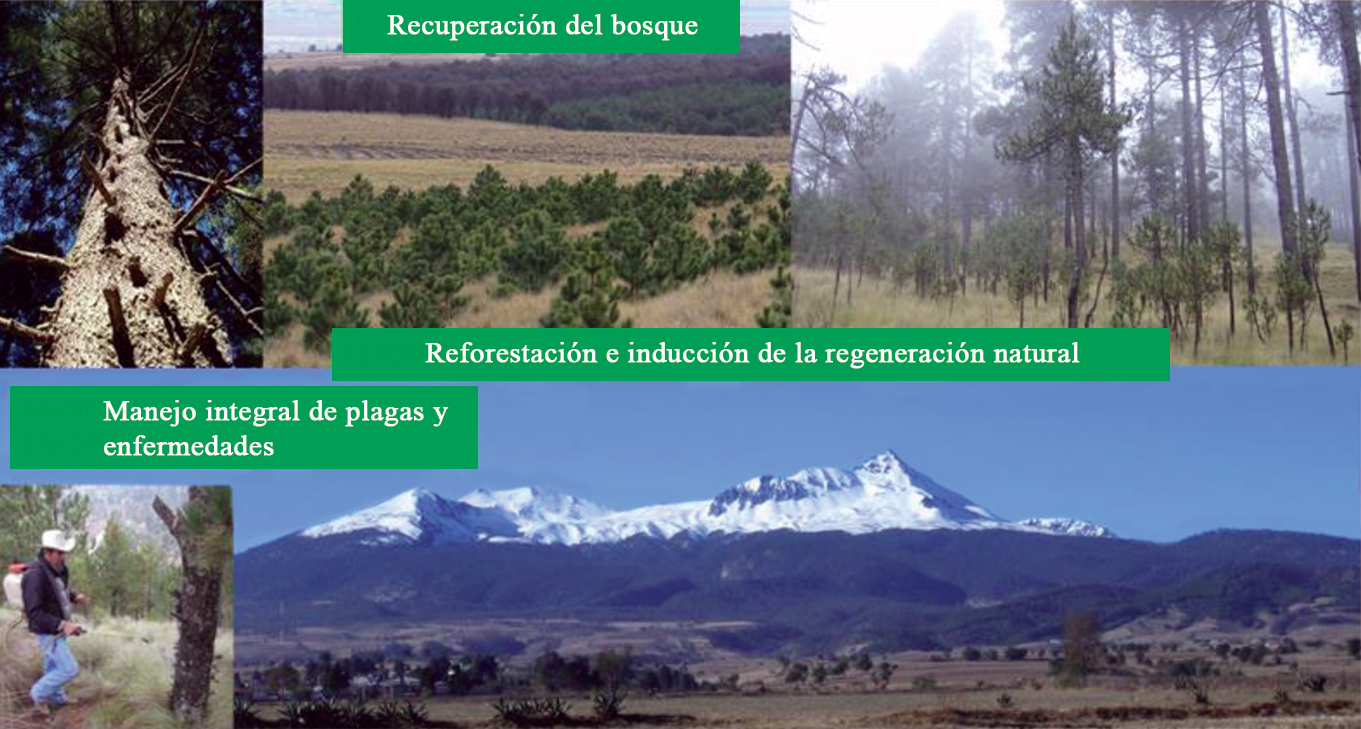 Recuperación del bosque
Reforestación e inducción de la regeneración natural
Manejo integral de plagas y
enfermedades